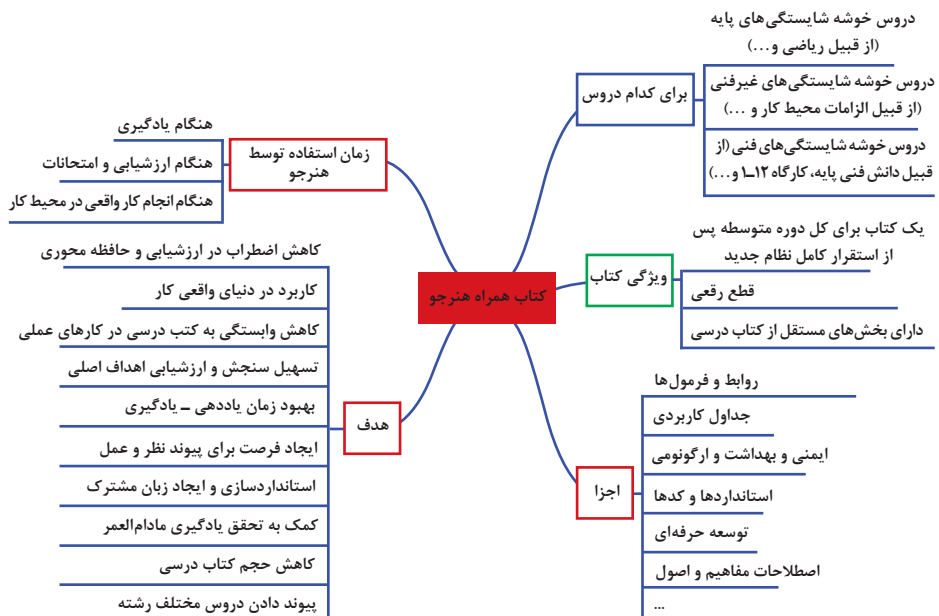 کتاب همراه هنرجو
برای کدام دروس
دروس خوشه شایستگی‌های پایه
(از قبیل ریاضی و...)
دروس خوشه شایستگی‌های غیرفنی
(از قبیل الزامات محیط کار و ...)
دروس خوشه شایستگی‌های فنی (از
قبیل دانش فنی پایه، کارگاه ۱۲ــ۱ و...)
ویژگی کتاب
یک کتاب برای کل دوره متوسطه پس
از استقرار کامل نظام جدید
قطع رقعی
دارای بخش‌های مستقل از کتاب درسی
اجزا
روابط و فرمول‌ها
جداول کاربردی
ایمنی و بهداشت و ارگونومی
استانداردها و کدها
توسعه حرفه‌ای
اصطلاحات مفاهیم و اصول
...
زمان استفاده توسط
هنرجو
هنگام یادگیری
هنگام ارزشیابی و امتحانات
هنگام انجام کار واقعی در محیط کار
هدف
کاهش اضطراب در ارزشیابی و حافظه محوری
کاربرد در دنیای واقعی کار
کاهش وابستگی به کتب درسی در کارهای عملی
تسهیل سنجش و ارزشیابی اهداف اصلی
بهبود زمان یاددهی ــ یادگیری
ایجاد فرصت برای پیوند نظر و عمل
استانداردسازی و ایجاد زبان مشترک
کمک به تحقق یادگیری مادام‌العمر
کاهش حجم کتاب درسی
پیوند دادن دروس مختلف رشته